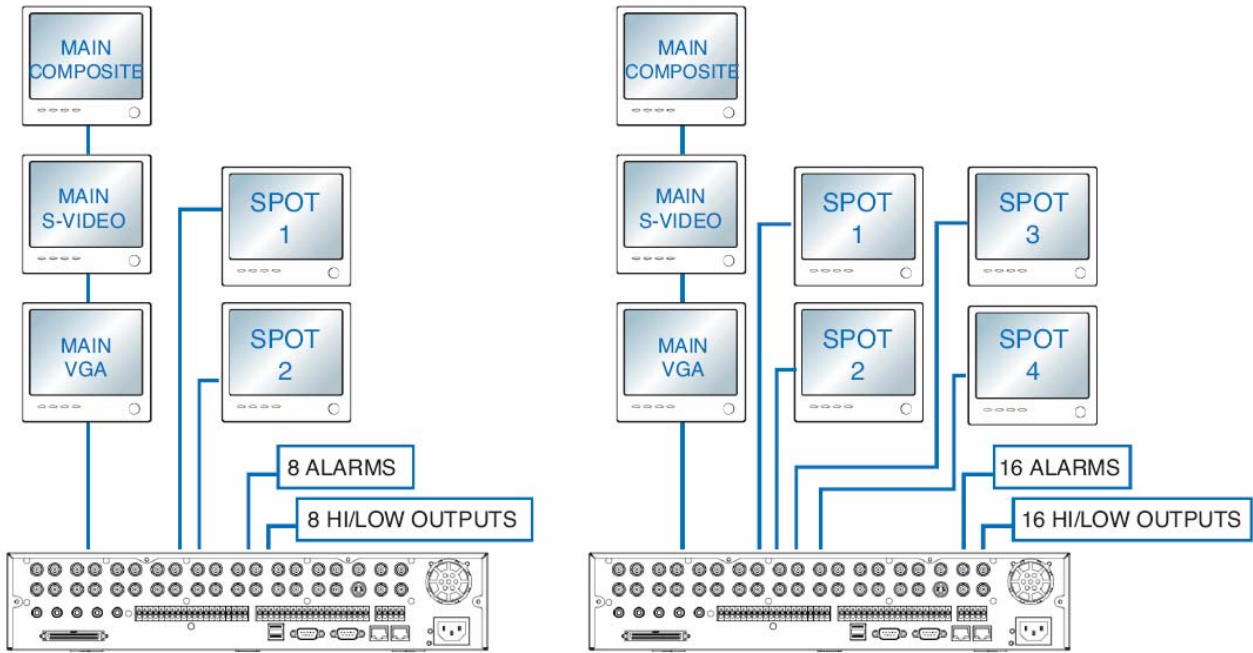 MAIN
COMPOSITE
MAIN
S-VIDEO
MAIN
VGA
SPOT
1
SPOT
2
8 ALARMS
8 HI/LOW OUTPUTS
MAIN
COMPOSITE
MAIN
S-VIDEO
MAIN
VGA
SPOT
1
SPOT
2
SPOT
3
SPOT
4
16 ALARMS
16 HI/LOW OUTPUTS